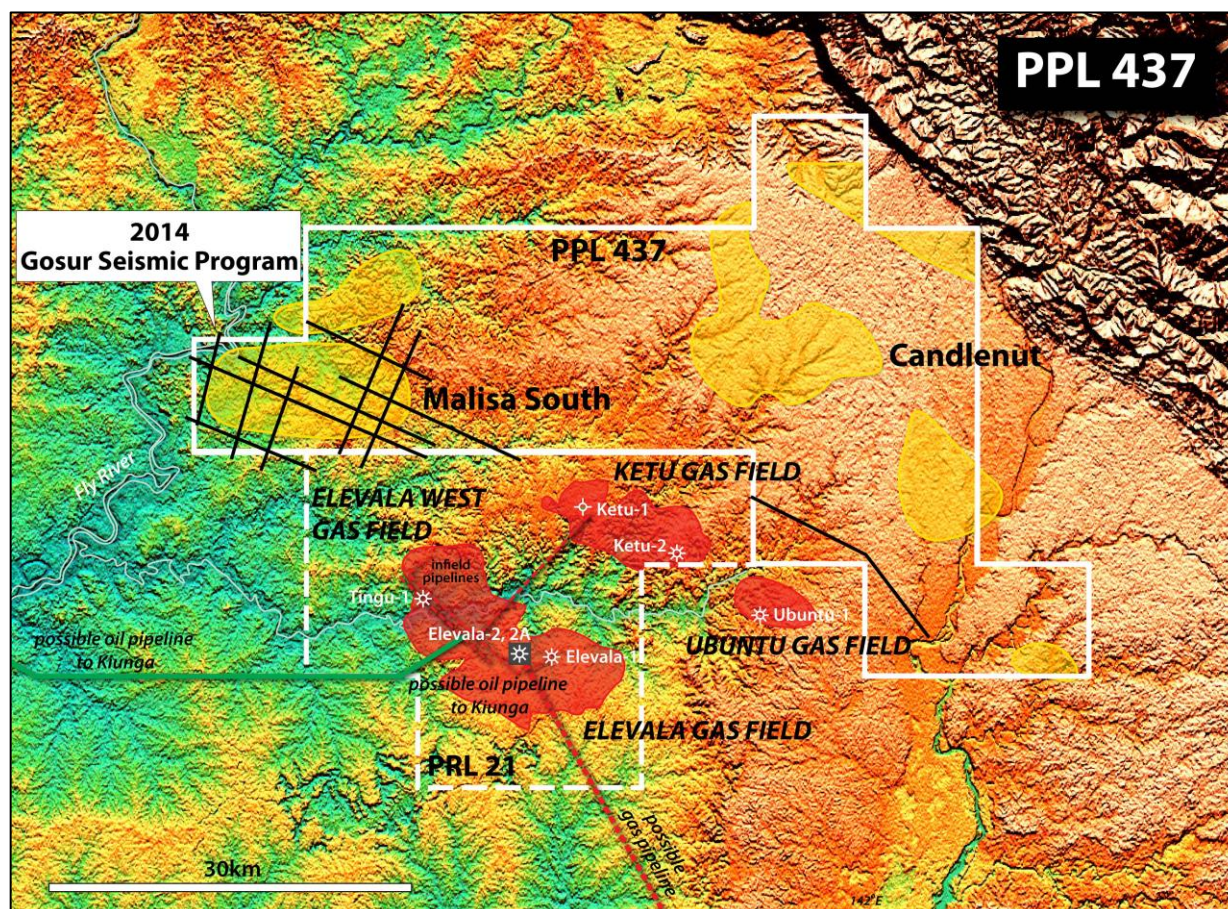 PPL 437
2014
Gosur Seismic Program
PPL 437
Candlenut
Malisa South
Fly River
KETU GAS FIELD
ELEVALA WEST
GAS FIELD
Ketu-1
Ketu-2
infield
pipelines
Tingu-1
Ubuntu-1
Elevala-2, 2A
UBUNTU GAS FIELD
possible oil pipeline
to Kiunga
Elevala-1
possible oil pipeline
to Kiunga
ELEVALA GAS FIELD
PRL 21
possible
gas pipeline
30km
142°E